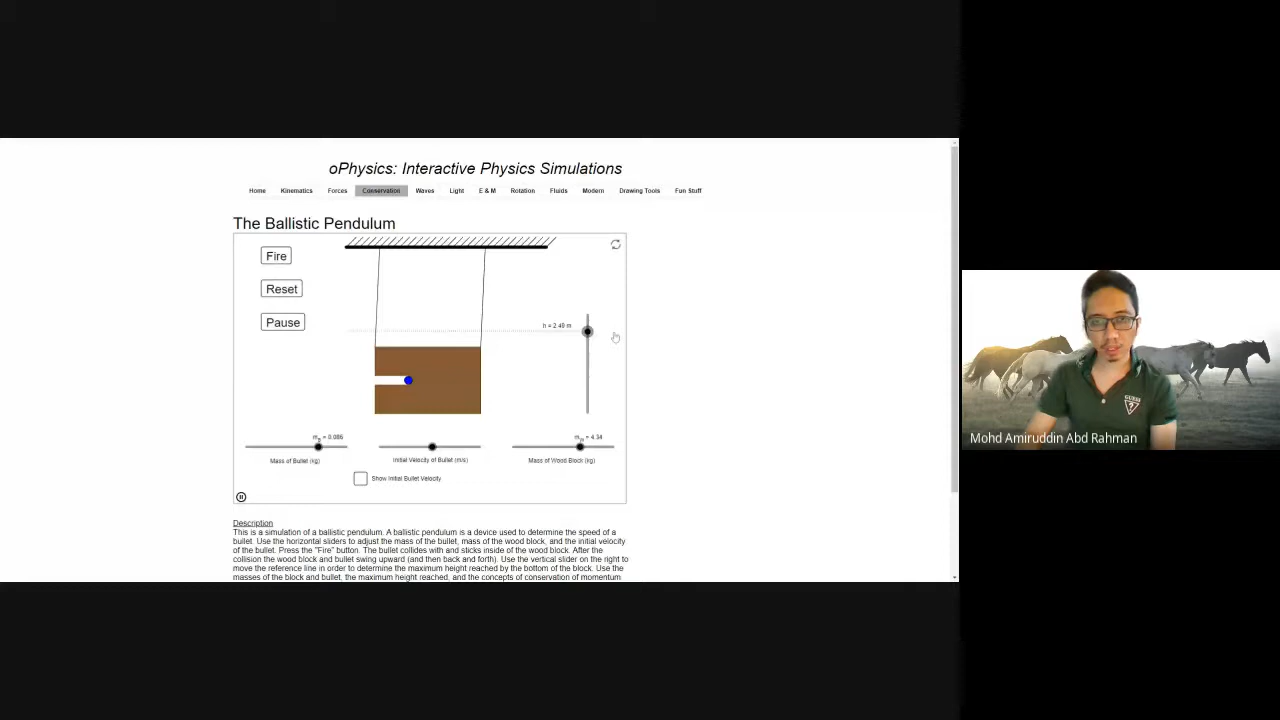 oPhysics: Interactive Physics Simulations
Home Kinematics Forces Conservation Waves Light E & M Rotation Fluids Modern Drawing Tools Fun Stuff
The Ballistic Pendulum
Fire
Reset
Pause
h = 2.49 m
m_b = 0.086
m_w = 4.34
Mass of Bullet (kg)
Initial Velocity of Bullet (m/s)
Mass of Wood Block (kg)
Show Initial Bullet Velocity
Description
This is a simulation of a ballistic pendulum. A ballistic pendulum is a device used to determine the speed of a
bullet. Use the horizontal sliders to adjust the mass of the bullet, mass of the wood block, and the initial velocity
of the bullet. Press the "Fire" button. The bullet collides with and sticks inside of the wood block. After the
collision the wood block and bullet swing upward (and then back and forth). Use the vertical slider on the right to
move the reference line in order to determine the maximum height reached by the bottom of the block. Use the
masses of the block and bullet, the maximum height reached, and the concepts of conservation of momentum
GUESS
?
Mohd Amiruddin Abd Rahman